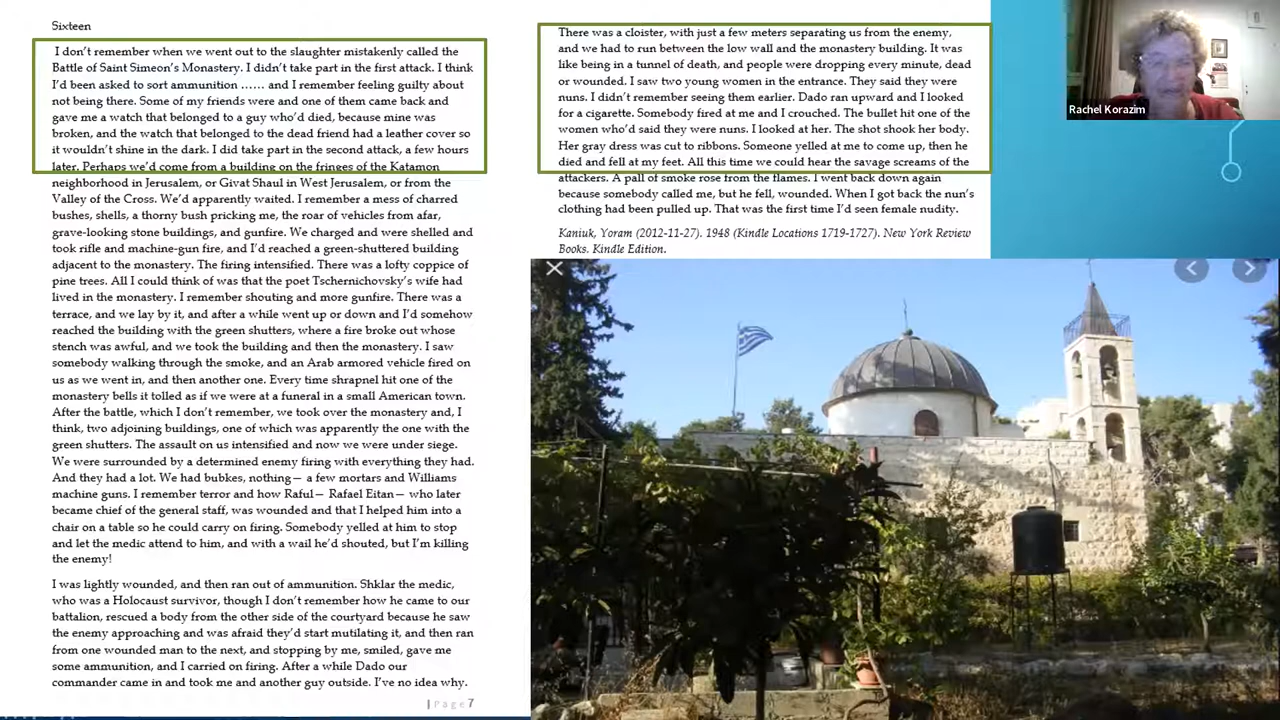 Sixteen
I don't remember when we went out to the slaughter mistakenly called the
Battle of Saint Simeon's Monastery. I didn't take part in the first attack. I think
I'd been asked to sort ammunition …… and I remember feeling guilty about
not being there. Some of my friends were and one of them came back and
gave me a watch that belonged to a guy who'd died, because mine was
broken, and the watch that belonged to the dead friend had a leather cover so
it wouldn't shine in the dark. I did take part in the second attack, a few hours
later. Perhaps we'd come from a building on the fringes of the Katamon
neighborhood in Jerusalem, or Givat Shaul in West Jerusalem, or from the
Valley of the Cross. We'd apparently waited. I remember a mess of charred
bushes, shells, a thorny bush pricking me, the roar of vehicles from afar,
grave-looking stone buildings, and gunfire. We charged and were shelled and
took rifle and machine-gun fire, and I'd reached a green-shuttered building
adjacent to the monastery. The firing intensified. There was a lofty coppice of
pine trees. All I could think of was that the poet Tschernichovsky's wife had
lived in the monastery. I remember shouting and more gunfire. There was a
terrace, and we lay by it, and after a while went up or down and I'd somehow
reached the building with the green shutters, where a fire broke out whose
stench was awful, and we took the building and then the monastery. I saw
somebody walking through the smoke, and an Arab armored vehicle fired on
us as we went in, and then another one. Every time shrapnel hit one of the
monastery bells it tolled as if we were at a funeral in a small American town.
After the battle, which I don't remember, we took over the monastery and, I
think, two adjoining buildings, one of which was apparently the one with the
green shutters. The assault on us intensified and now we were under siege.
We were surrounded by a determined enemy firing with everything they had.
And they had a lot. We had bubkes, nothing— a few mortars and Williams
machine guns. I remember terror and how Raful— Rafael Eitan— who later
became chief of the general staff, was wounded and that I helped him into a
chair on a table so he could carry on firing. Somebody yelled at him to stop
and let the medic attend to him, and with a wail he'd shouted, but I'm killing
the enemy!
I was lightly wounded, and then ran out of ammunition. Shklar the medic,
who was a Holocaust survivor, though I don't remember how he came to our
battalion, rescued a body from the other side of the courtyard because he saw
the enemy approaching and was afraid they'd start mutilating it, and then ran
from one wounded man to the next, and stopping by me, smiled, gave me
some ammunition, and I carried on firing. After a while Dado our
commander came in and took me and another guy outside. I've no idea why.
| Page 7
There was a cloister, with just a few meters separating us from the enemy,
and we had to run between the low wall and the monastery building. It was
like being in a tunnel of death, and people were dropping every minute, dead
or wounded. I saw two young women in the entrance. They said they were
nuns. I didn't remember seeing them earlier. Dado ran upward and I looked
for a cigarette. Somebody fired at me and I crouched. The bullet hit one of the
women who'd said they were nuns. I looked at her. The shot shook her body.
Her gray dress was cut to ribbons. Someone yelled at me to come up, then he
died and fell at my feet. All this time we could hear the savage screams of the
attackers. A pall of smoke rose from the flames. I went back down again
because somebody called me, but he fell, wounded. When I got back the nun's
clothing had been pulled up. That was the first time I'd seen female nudity.
Kaniuk, Yoram (2012-11-27). 1948 (Kindle Locations 1719-1727). New York Review
Books. Kindle Edition.
Rachel Korazim